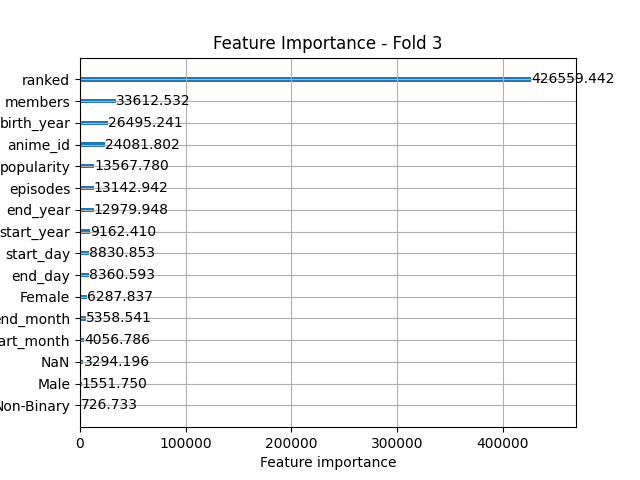 Feature Importance - Fold 3
ranked 426559.442
members 33612.532
birth_year 26495.241
anime_id 24081.802
popularity 13567.780
episodes 13142.942
end_year 12979.948
start_year 9162.410
start_day 8830.853
end_day 8360.593
Female 6287.837
end_month 5358.541
art_month 4056.786
NaN 3294.196
Male 1551.750
Non-Binary 726.733
0 100000 200000 300000 400000
Feature importance